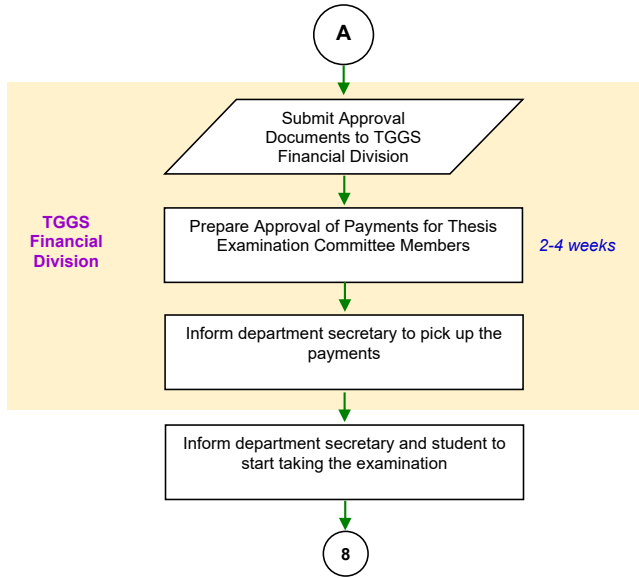 A
Submit Approval
Documents to TGGS
Financial Division
TGGS
Financial
Division
Prepare Approval of Payments for Thesis
Examination Committee Members
2-4 weeks
Inform department secretary to pick up the
payments
Inform department secretary and student to
start taking the examination
8